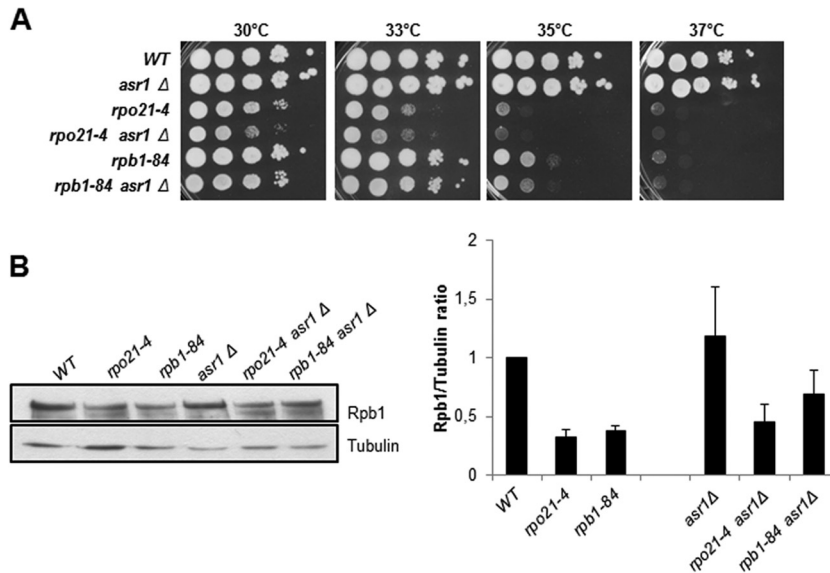 A
30°C 33°C 35°C 37°C
WT
asr1 Δ
rpo21-4
rpo21-4 asr1 Δ
rpb1-84
rpb1-84 asr1 Δ
B
WT rpo21-4 rpb1-84 asr1 Δ rpo21-4 asr1 Δ rpb1-84 asr1 Δ
Rpb1
Tubulin
Rpb1/Tubulin ratio
2
1,5
1
0,5
0
WT rpo21-4 rpb1-84 asr1Δ rpo21-4 asr1Δ rpb1-84 asr1Δ